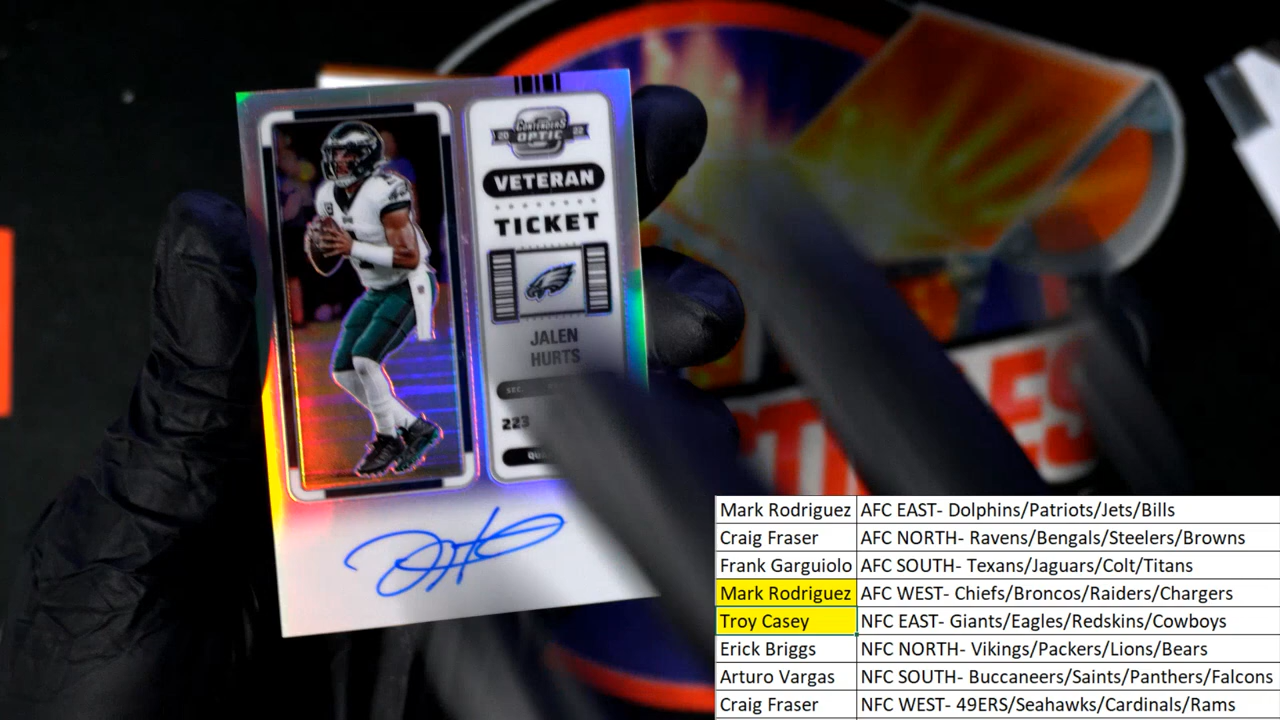 CONTENDERS
20 OPTIC 22
VETERAN
TICKET
JALEN
HURTS
SEC
223
Mark Rodriguez AFC EAST- Dolphins/Patriots/Jets/Bills
Craig Fraser AFC NORTH- Ravens/Bengals/Steelers/Browns
Frank Garguiolo AFC SOUTH- Texans/Jaguars/Colt/Titans
Mark Rodriguez AFC WEST- Chiefs/Broncos/Raiders/Chargers
Troy Casey NFC EAST- Giants/Eagles/Redskins/Cowboys
Erick Briggs NFC NORTH- Vikings/Packers/Lions/Bears
Arturo Vargas NFC SOUTH- Buccaneers/Saints/Panthers/Falcons
Craig Fraser NFC WEST- 49ERS/Seahawks/Cardinals/Rams